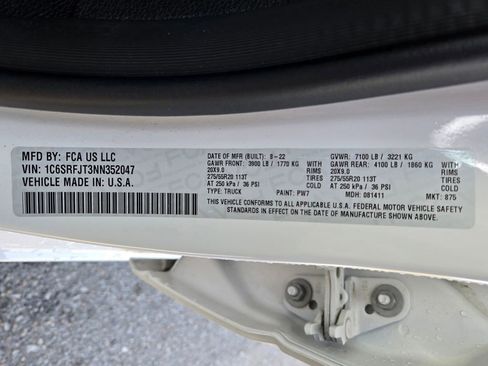 MFD BY: FCA US LLC
VIN: 1C6SRFJT3NN352047
VEHICLE MADE IN U.S.A.
DATE OF MFR (BUILT): 8-22 GVWR: 7100 LB / 3221 KG
GAWR FRONT: 3900 LB / 1770 KG WITH GAWR REAR: 4100 LB / 1860 KG WITH
20X9.0 RIMS 20X9.0 RIMS
275/55R20 113T TIRES 275/55R20 113T TIRES
AT 250 kPa / 36 PSI AT 250 kPa / 36 PSI
TYPE: TRUCK PAINT: PW7 MDH: 081411 MKT: 875
THIS VEHICLE CONFORMS TO ALL APPLICABLE U.S.A. FEDERAL MOTOR VEHICLE SAFETY,
BUMPER, AND THEFT PREVENTION STANDARDS IN EFFECT ON THE DATE OF MANUFACTURE SHOWN ABOVE.